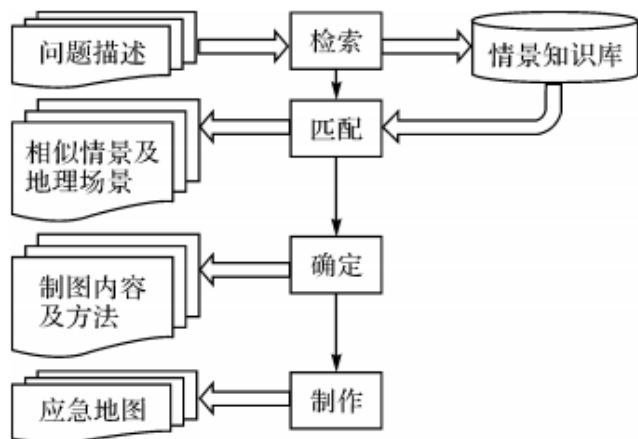 问题描述
检索
情景知识库
匹配
相似情景及
地理场景
确定
制图内容
及方法
制作
应急地图